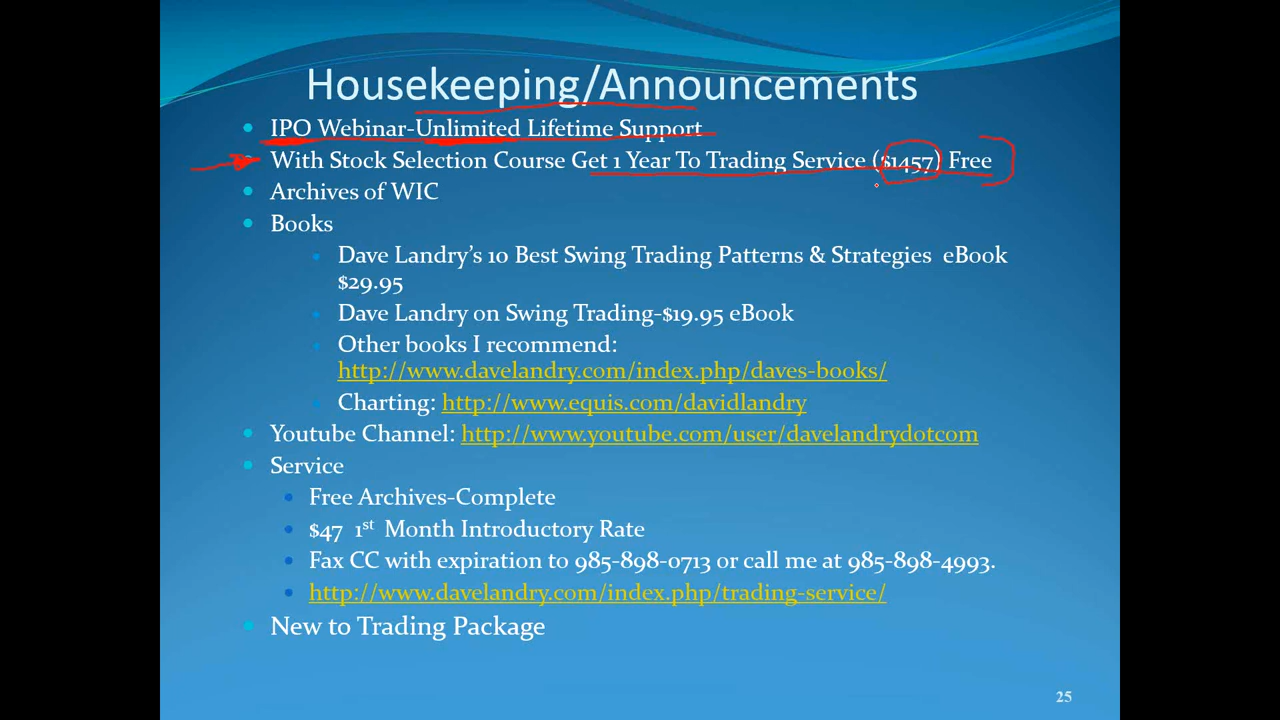 Housekeeping/Announcements
IPO Webinar-Unlimited Lifetime Support
With Stock Selection Course Get 1 Year To Trading Service ($1457) Free
Archives of WIC
Books
Dave Landry's 10 Best Swing Trading Patterns & Strategies eBook
$29.95
Dave Landry on Swing Trading-$19.95 eBook
Other books I recommend:
http://www.davelandry.com/index.php/daves-books/
Charting: http://www.equis.com/davidlandry
Youtube Channel: http://www.youtube.com/user/davelandrydotcom
Service
Free Archives-Complete
$47 1st Month Introductory Rate
Fax CC with expiration to 985-898-0713 or call me at 985-898-4993.
http://www.davelandry.com/index.php/trading-service/
New to Trading Package
25